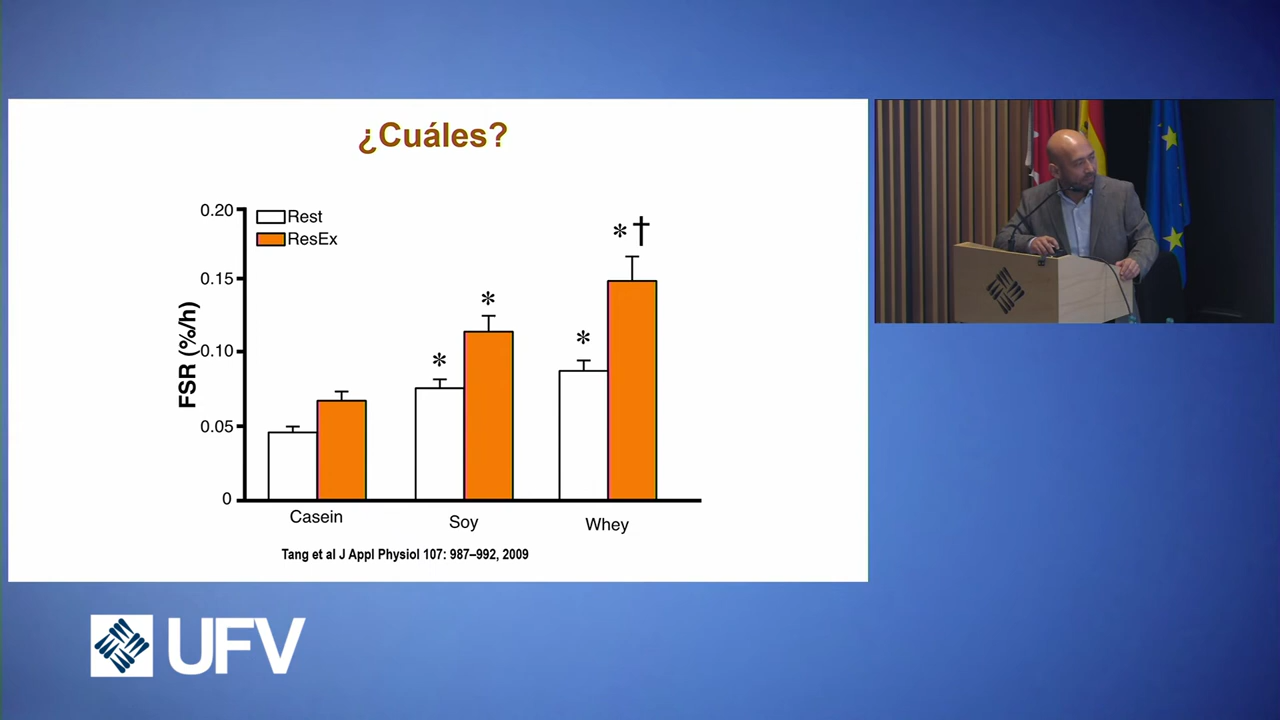 ¿Cuáles?
0.20
Rest
ResEx
*†
0.15
*
*
*
FSR (%/h)
0.10
0.05
0
Casein
Soy
Whey
Tang et al J Appl Physiol 107: 987–992, 2009
UFV